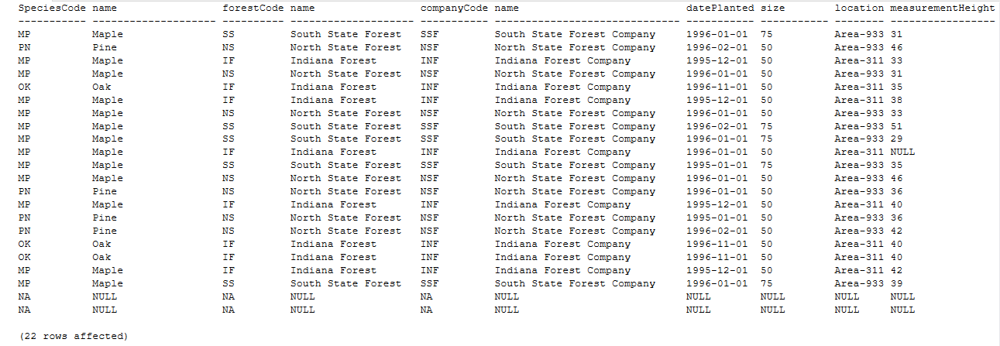 SpeciesCode name forestCode name companyCode name datePlanted size location measurementHeight
----------- -------------------- ---------- -------------------- ----------- ------------------------------ ----------- ----------- -------- -----------------
MP Maple SS South State Forest SSF South State Forest Company 1996-01-01 75 Area-933 31
PN Pine NS North State Forest NSF North State Forest Company 1996-02-01 50 Area-933 46
MP Maple IF Indiana Forest INF Indiana Forest Company 1995-12-01 50 Area-311 33
MP Maple NS North State Forest NSF North State Forest Company 1996-01-01 50 Area-933 31
OK Oak IF Indiana Forest INF Indiana Forest Company 1996-11-01 50 Area-311 35
MP Maple IF Indiana Forest INF Indiana Forest Company 1995-12-01 50 Area-311 38
MP Maple NS North State Forest NSF North State Forest Company 1996-01-01 50 Area-933 33
MP Maple SS South State Forest SSF South State Forest Company 1996-02-01 75 Area-933 51
MP Maple SS South State Forest SSF South State Forest Company 1996-01-01 75 Area-933 29
MP Maple IF Indiana Forest INF Indiana Forest Company 1996-01-01 50 Area-311 NULL
MP Maple SS South State Forest SSF South State Forest Company 1995-01-01 75 Area-933 35
MP Maple NS North State Forest NSF North State Forest Company 1996-01-01 50 Area-933 46
PN Pine NS North State Forest NSF North State Forest Company 1996-01-01 50 Area-933 36
MP Maple IF Indiana Forest INF Indiana Forest Company 1995-12-01 50 Area-311 40
PN Pine NS North State Forest NSF North State Forest Company 1995-01-01 50 Area-933 36
PN Pine NS North State Forest NSF North State Forest Company 1996-02-01 50 Area-933 42
OK Oak IF Indiana Forest INF Indiana Forest Company 1996-11-01 50 Area-311 40
OK Oak IF Indiana Forest INF Indiana Forest Company 1996-11-01 50 Area-311 40
MP Maple IF Indiana Forest INF Indiana Forest Company 1995-12-01 50 Area-311 42
MP Maple SS South State Forest SSF South State Forest Company 1996-01-01 75 Area-933 39
NA NULL NA NULL NA NULL NULL NULL NULL NULL
NA NULL NA NULL NA NULL NULL NULL NULL NULL
(22 rows affected)